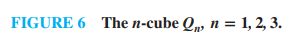 FIGURE 6 The n-cube Qₙ, n = 1, 2, 3.